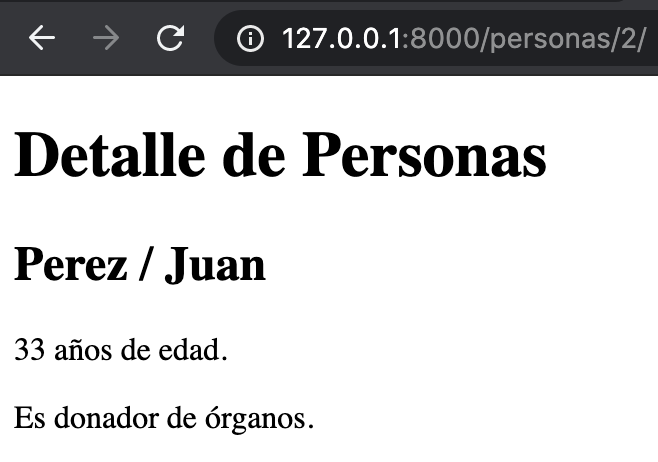 127.0.0.1:8000/personas/2/
Detalle de Personas
Perez / Juan
33 años de edad.
Es donador de órganos.